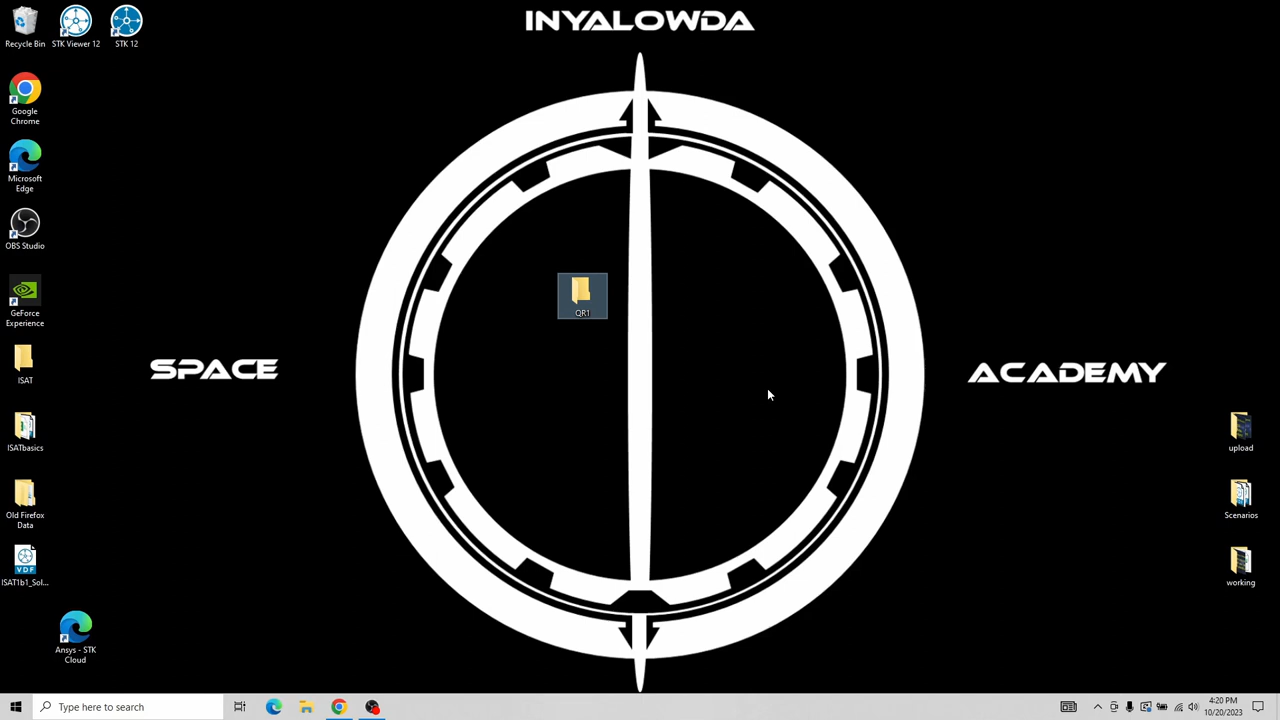 INYALOWDA
SPACE
ACADEMY
Recycle Bin
STK Viewer 12
STK 12
Google
Chrome
Microsoft
Edge
OBS Studio
GeForce
Experience
ISAT
ISATbasics
Old Firefox
Data
VDF
ISAT1b1_Sol...
Ansys - STK
Cloud
QR1
upload
Scenarios
working
Type here to search
4:20 PM
10/20/2023